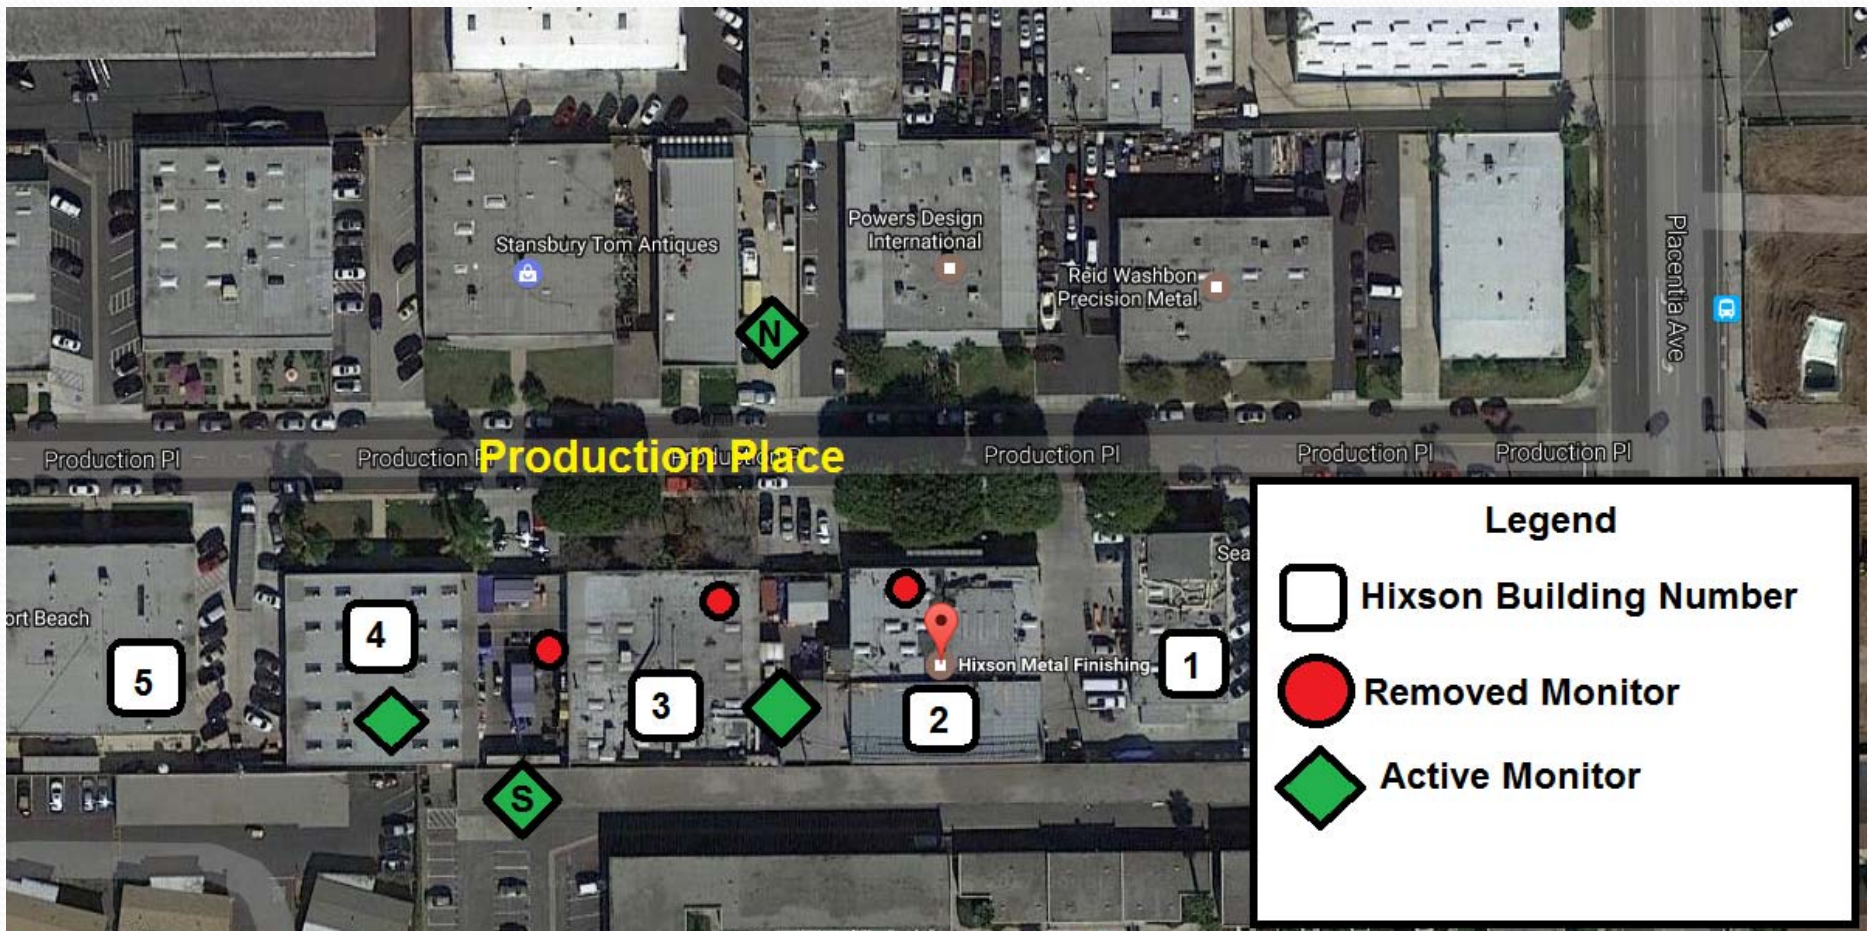 Stansbury Tom Antiques
Powers Design
International
Reid Washbon
Precision Metal
Placentia Ave
N
Production Pl
Production Pl
Production Place
Production Pl
Production Pl
Production Pl
Production Pl
Legend
Hixson Building Number
Removed Monitor
Active Monitor
Sea
ort Beach
5
4
3
2
1
Hixson Metal Finishing
S